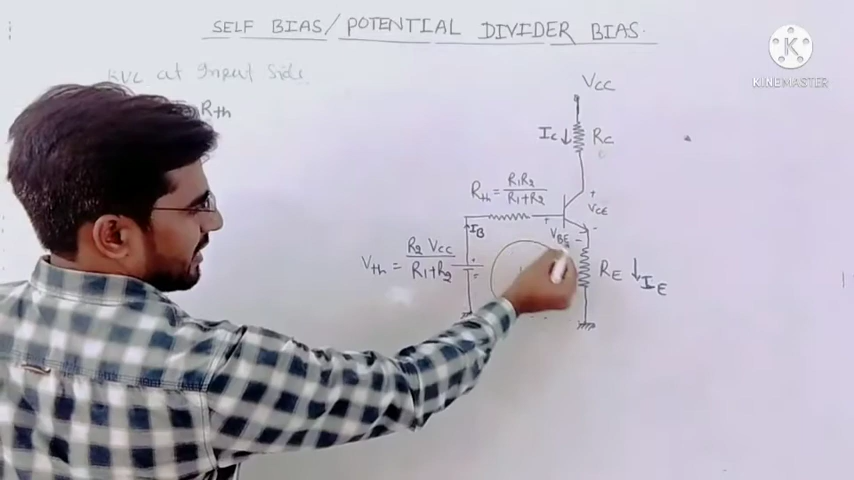 SELF BIAS/POTENTIAL DIVIDER BIAS.
KVL at Input Side
Rth
VCC
IC ↓ RC
Rth = R1R2 / R1+R2
+ VCE -
IB
+ VBE -
Vth = R2 VCC / R1+R2
RE ↓ IE
K
KINEMASTER